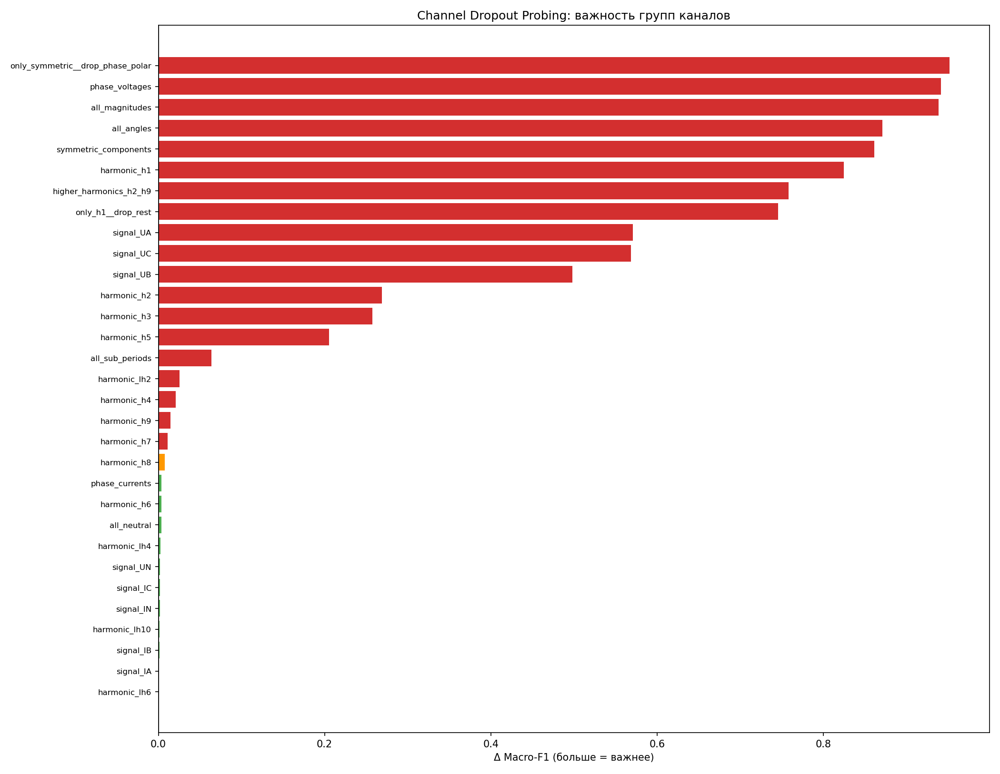 Channel Dropout Probing: важность групп каналов
only_symmetric__drop_phase_polar
phase_voltages
all_magnitudes
all_angles
symmetric_components
harmonic_h1
higher_harmonics_h2_h9
only_h1__drop_rest
signal_UA
signal_UC
signal_UB
harmonic_h2
harmonic_h3
harmonic_h5
all_sub_periods
harmonic_lh2
harmonic_h4
harmonic_h9
harmonic_h7
harmonic_h8
phase_currents
harmonic_h6
all_neutral
harmonic_lh4
signal_UN
signal_IC
signal_IN
harmonic_lh10
signal_IB
signal_IA
harmonic_lh6
0.0 0.2 0.4 0.6 0.8
Δ Macro-F1 (больше = важнее)